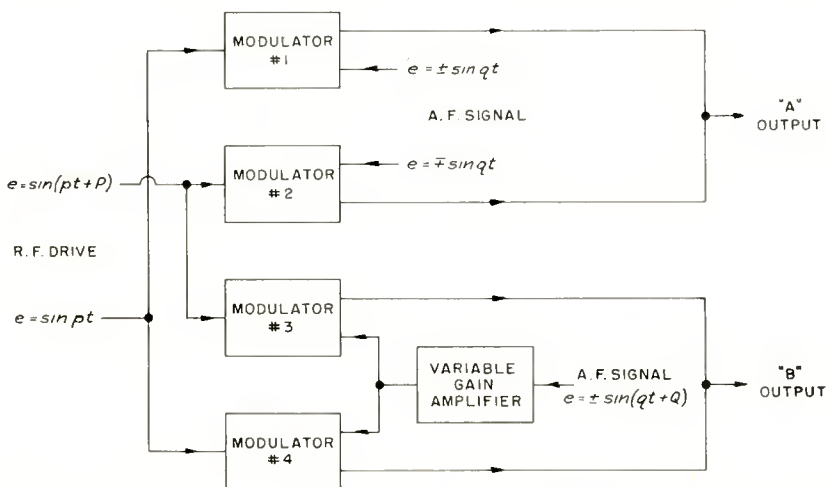 MODULATOR
#1
e = ± sin qt
A.F. SIGNAL
"A"
OUTPUT
e = ∓ sin qt
MODULATOR
#2
e = sin(pt+P)
R.F. DRIVE
e = sin pt
MODULATOR
#3
VARIABLE
GAIN
AMPLIFIER
A.F. SIGNAL
e = ± sin(qt+Q)
"B"
OUTPUT
MODULATOR
#4